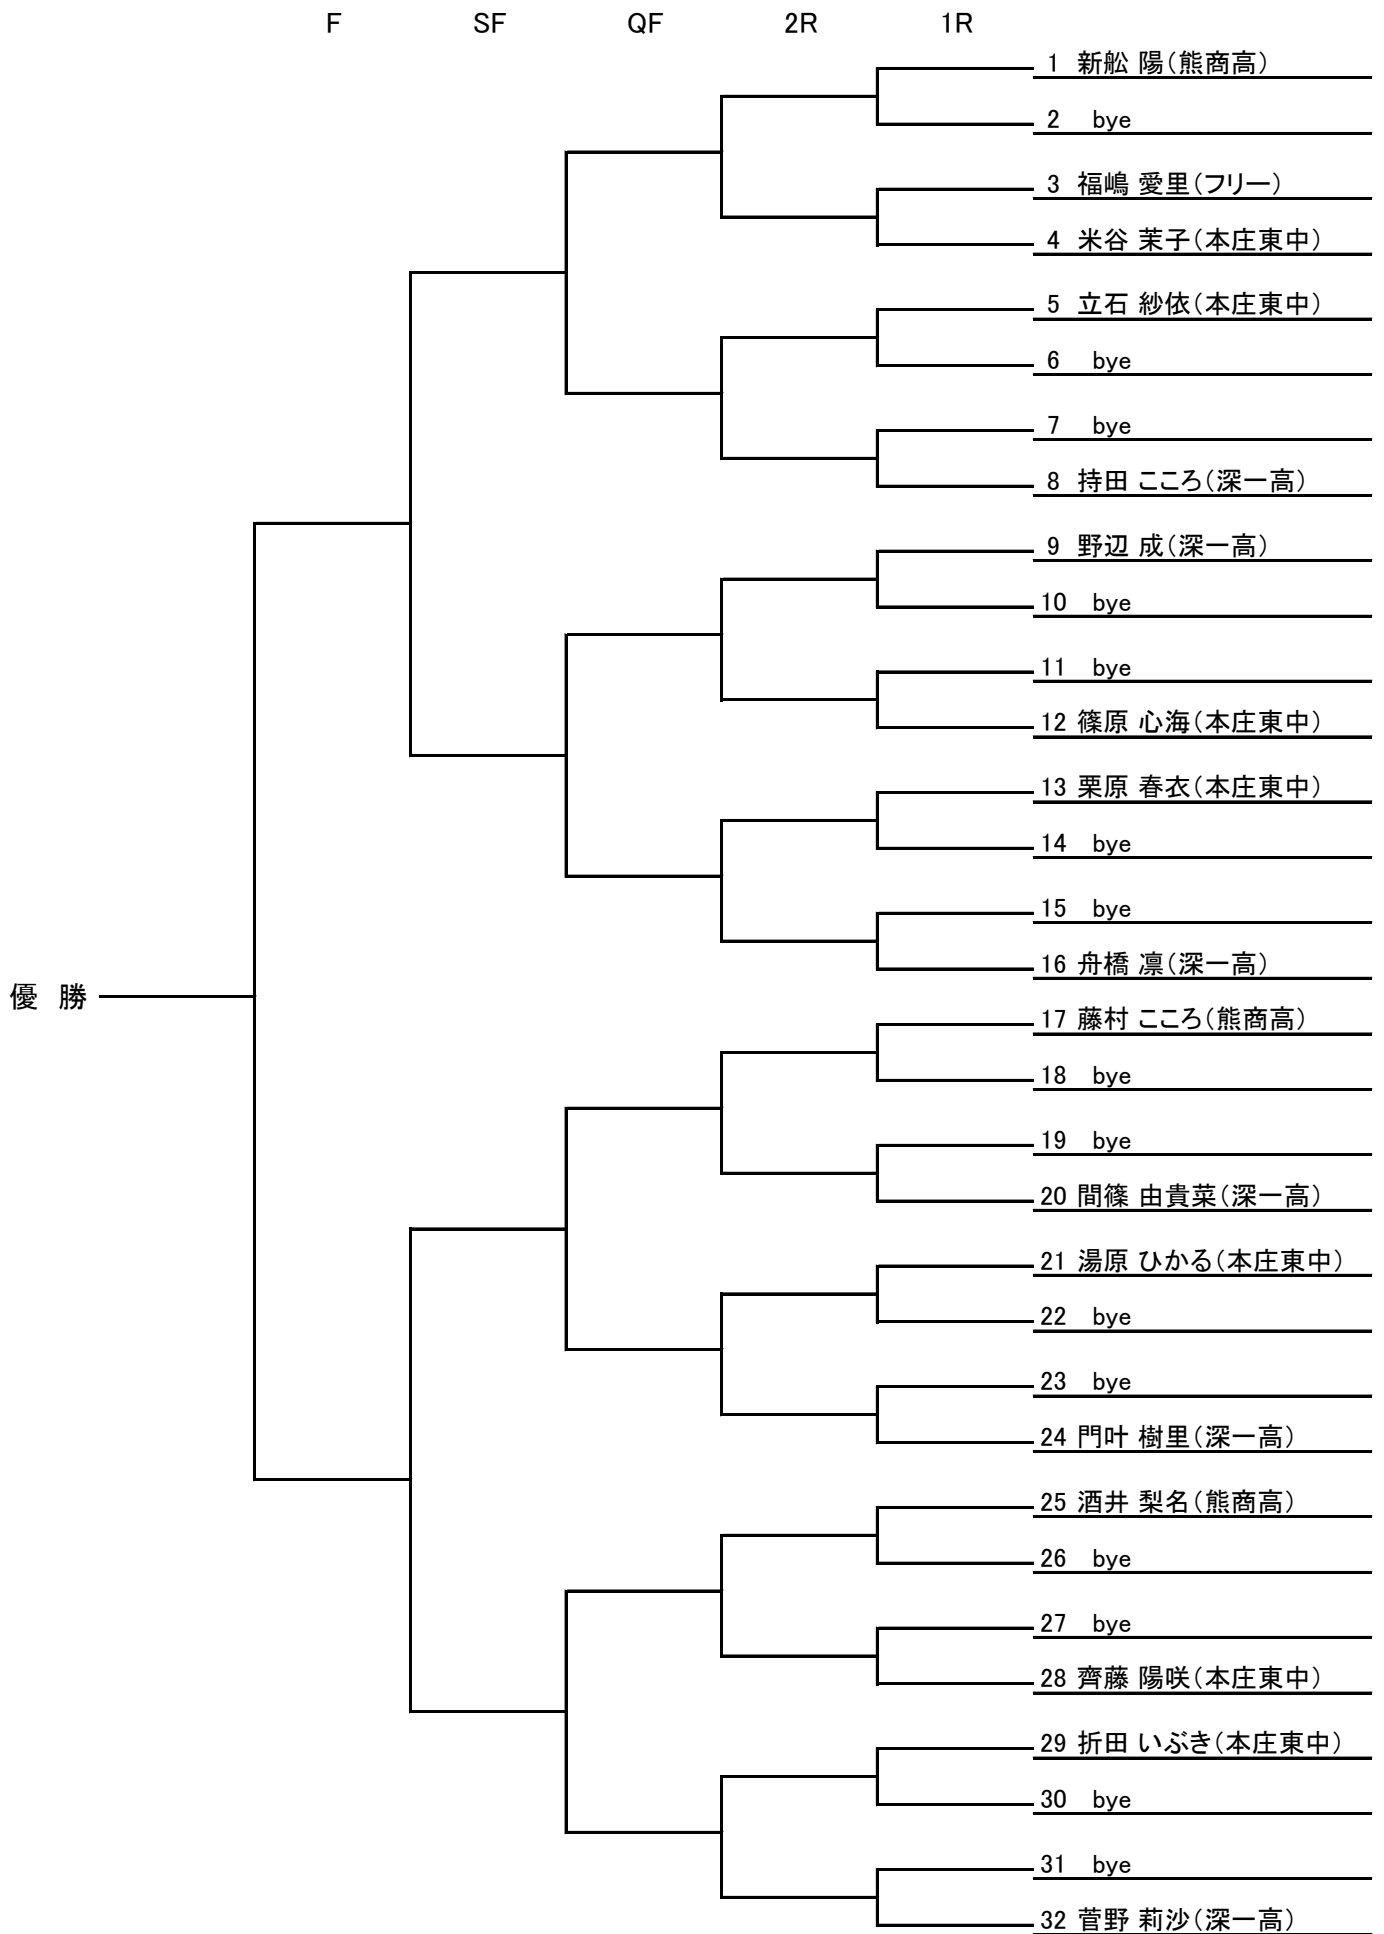 F SF QF 2R 1R
1 新舩 陽（熊商高）
2 bye
3 福嶋 愛里（フリー）
4 米谷 茉子（本庄東中）
5 立石 紗依（本庄東中）
6 bye
7 bye
8 持田 こころ（深一高）
9 野辺 成（深一高）
10 bye
11 bye
12 篠原 心海（本庄東中）
13 栗原 春衣（本庄東中）
14 bye
15 bye
16 舟橋 凛（深一高）
優 勝
17 藤村 こころ（熊商高）
18 bye
19 bye
20 間篠 由貴菜（深一高）
21 湯原 ひかる（本庄東中）
22 bye
23 bye
24 門叶 樹里（深一高）
25 酒井 梨名（熊商高）
26 bye
27 bye
28 齊藤 陽咲（本庄東中）
29 折田 いぶき（本庄東中）
30 bye
31 bye
32 菅野 莉沙（深一高）